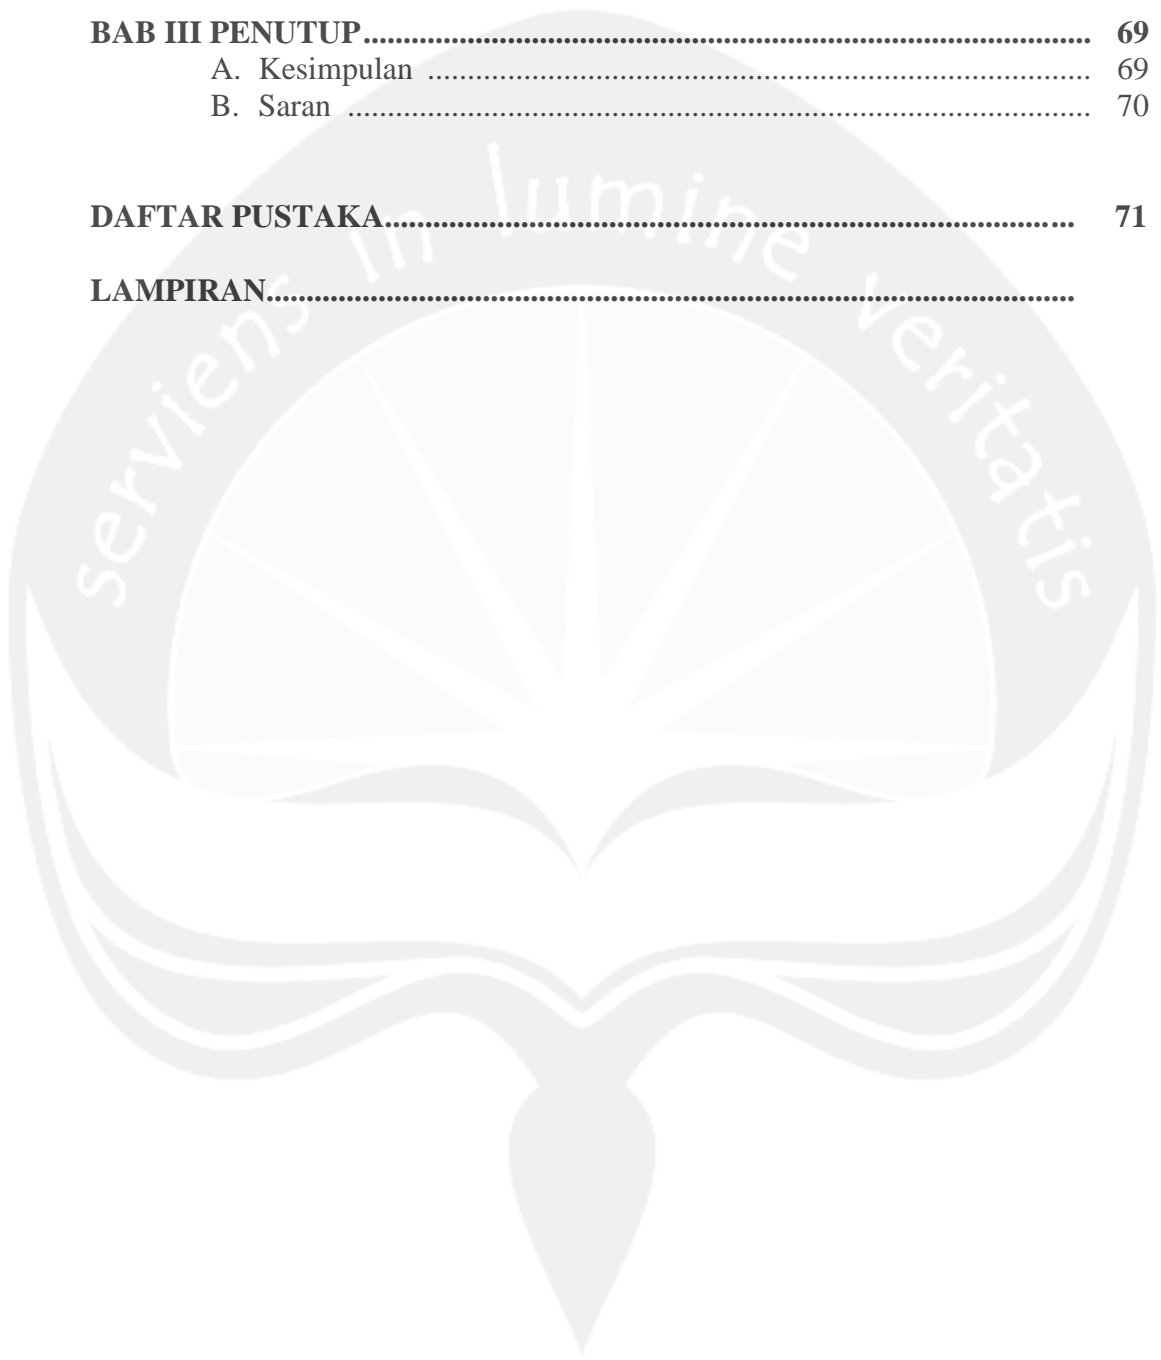 BAB III PENUTUP............................................................................................. 69
A. Kesimpulan ..................................................................................... 69
B. Saran ............................................................................................... 70
DAFTAR PUSTAKA........................................................................................ 71
LAMPIRAN.......................................................................................................
serviens in lumine veritatis